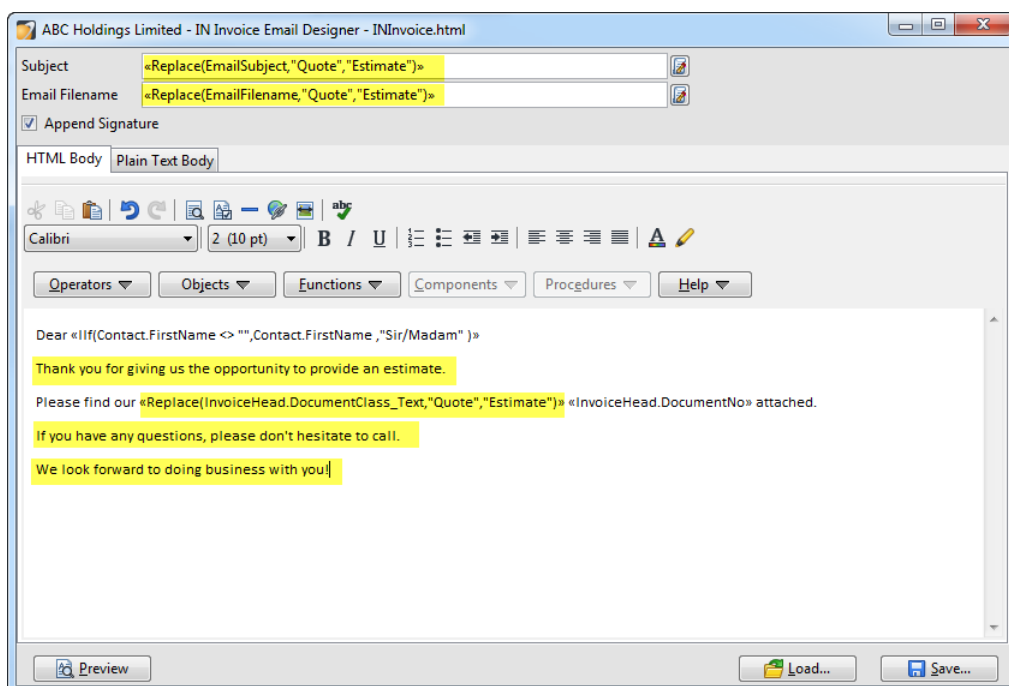 ABC Holdings Limited - IN Invoice Email Designer - INInvoice.html
Subject «Replace(EmailSubject,"Quote","Estimate")»
Email Filename «Replace(EmailFilename,"Quote","Estimate")»
Append Signature
HTML Body Plain Text Body
abc
Calibri 2 (10 pt) B I U A
Operators Objects Functions Components Procedures Help
Dear «IIf(Contact.FirstName <> "",Contact.FirstName ,"Sir/Madam" )»
Thank you for giving us the opportunity to provide an estimate.
Please find our «Replace(InvoiceHead.DocumentClass_Text,"Quote","Estimate")» «InvoiceHead.DocumentNo» attached.
If you have any questions, please don't hesitate to call.
We look forward to doing business with you!
Preview Load... Save...